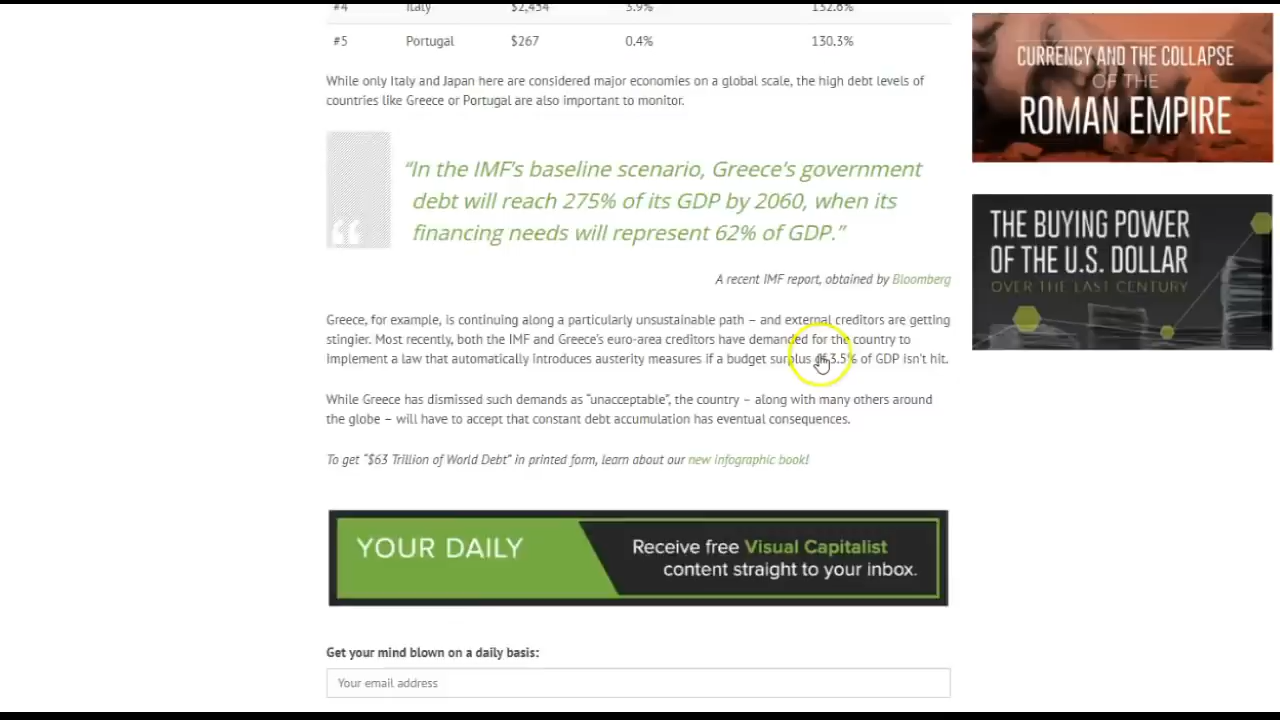 #4 Italy $2,454 3.9% 132.6%
#5 Portugal $267 0.4% 130.3%
While only Italy and Japan here are considered major economies on a global scale, the high debt levels of
countries like Greece or Portugal are also important to monitor.
“In the IMF’s baseline scenario, Greece’s government
debt will reach 275% of its GDP by 2060, when its
financing needs will represent 62% of GDP.”
A recent IMF report, obtained by Bloomberg
Greece, for example, is continuing along a particularly unsustainable path – and external creditors are getting
stingier. Most recently, both the IMF and Greece’s euro-area creditors have demanded for the country to
implement a law that automatically introduces austerity measures if a budget surplus of 3.5% of GDP isn’t hit.
While Greece has dismissed such demands as “unacceptable”, the country – along with many others around
the globe – will have to accept that constant debt accumulation has eventual consequences.
To get “$63 Trillion of World Debt” in printed form, learn about our new infographic book!
YOUR DAILY
Receive free Visual Capitalist
content straight to your inbox.
Get your mind blown on a daily basis:
Your email address
CURRENCY AND THE COLLAPSE
OF THE
ROMAN EMPIRE
THE BUYING POWER
OF THE U.S. DOLLAR
OVER THE LAST CENTURY